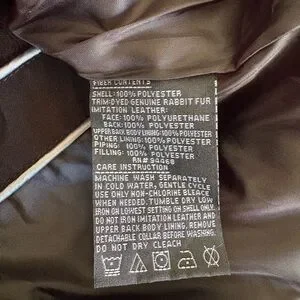 FIBER CONTENTS
SHELL: 100% POLYESTER
TRIM: DYED GENUINE RABBIT FUR
IMITATION LEATHER:
FACE: 100% POLYURETHANE
BACK: 100% POLYESTER
UPPER BACK BODY LINING: 100% POLYESTER
OTHER LINING: 100% POLYESTER
PIPING: 100% POLYESTER
FILLING: 100% POLYESTER
RN# 94468
CARE INSTRUCTION
MACHINE WASH SEPARATELY
IN COLD WATER, GENTLE CYCLE
USE ONLY NON-CHLORINE BLEACE
WHEN NEEDED. TUMBLE DRY LOW
IRON ON LOWEST SETTING ON SHELL ONLY.
DO NOT IRON IMITATION LEATHER AND
UPPER BACK BODY LINING. REMOVE
DETACHABLE COLLAR BEFORE WASHING
DO NOT DRY CLEACH